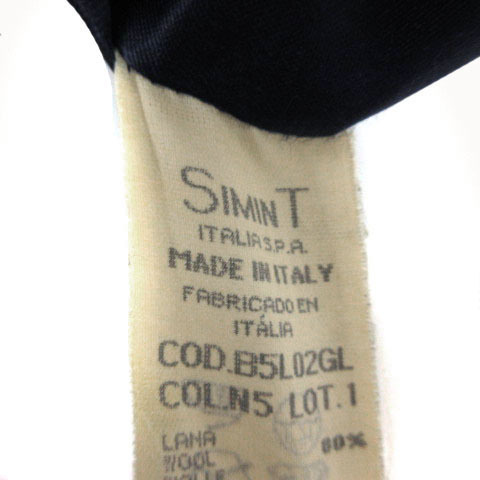 SIMINT
ITALIA S.P.A.
MADE IN ITALY
FABRICADO EN
ITÁLIA
COD.B5L02GL
COL.N5 LOT.1
LANA 80%
WOOL